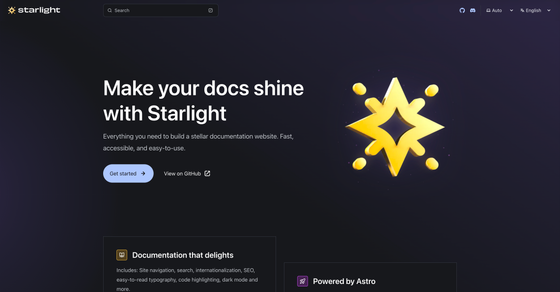 starlight
Search
Auto
English
Make your docs shine
with Starlight
Everything you need to build a stellar documentation website. Fast,
accessible, and easy-to-use.
Get started
View on GitHub
Documentation that delights
Includes: Site navigation, search, internationalization, SEO,
easy-to-read typography, code highlighting, dark mode and
more.
Powered by Astro